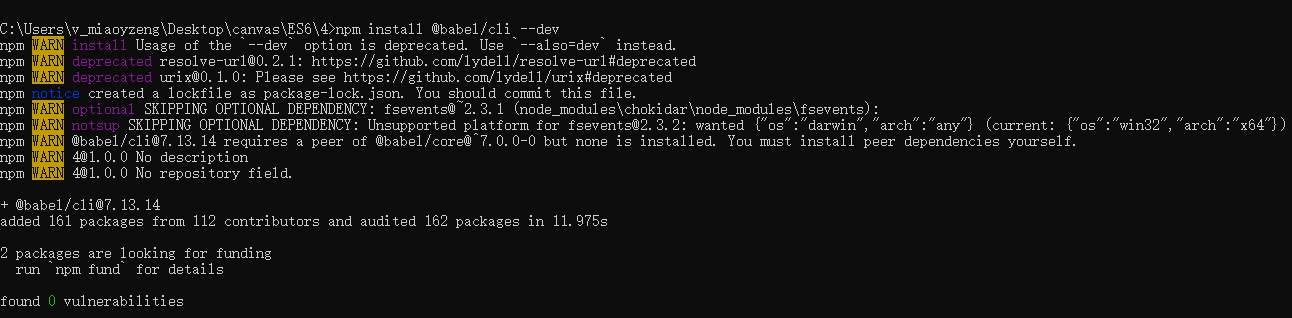 C:\Users\v_miaoyzeng\Desktop\canvas\ES6\4>npm install @babel/cli --dev
npm WARN install Usage of the `--dev` option is deprecated. Use `--also=dev` instead.
npm WARN deprecated resolve-url@0.2.1: https://github.com/lydell/resolve-url#deprecated
npm WARN deprecated urix@0.1.0: Please see https://github.com/lydell/urix#deprecated
npm notice created a lockfile as package-lock.json. You should commit this file.
npm WARN optional SKIPPING OPTIONAL DEPENDENCY: fsevents@~2.3.1 (node_modules\chokidar\node_modules\fsevents):
npm WARN notsup SKIPPING OPTIONAL DEPENDENCY: Unsupported platform for fsevents@2.3.2: wanted {"os":"darwin","arch":"any"} (current: {"os":"win32","arch":"x64"})
npm WARN @babel/cli@7.13.14 requires a peer of @babel/core@^7.0.0-0 but none is installed. You must install peer dependencies yourself.
npm WARN 4@1.0.0 No description
npm WARN 4@1.0.0 No repository field.
+ @babel/cli@7.13.14
added 161 packages from 112 contributors and audited 162 packages in 11.975s
2 packages are looking for funding
run `npm fund` for details
found 0 vulnerabilities